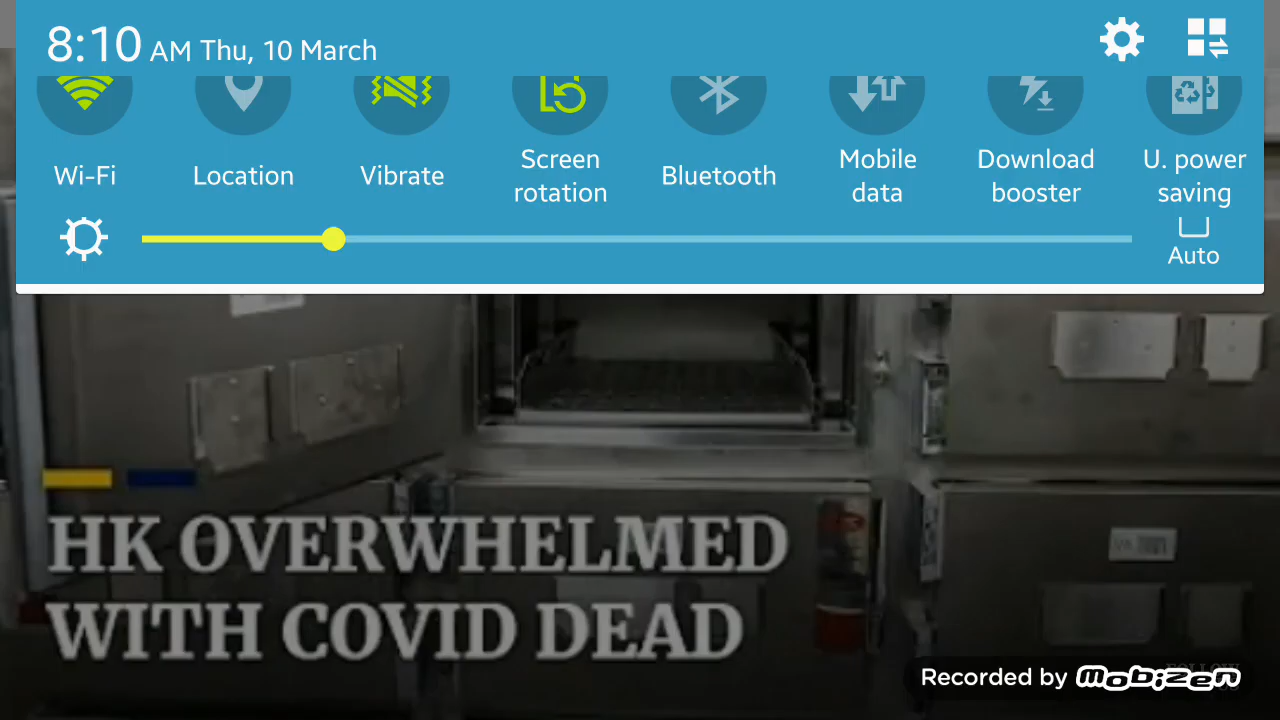 8:10 AM Thu, 10 March
Wi-Fi
Location
Vibrate
Screen
rotation
Bluetooth
Mobile
data
Download
booster
U. power
saving
Auto
HK OVERWHELMED
WITH COVID DEAD
FOLLOW
Recorded by mobizen